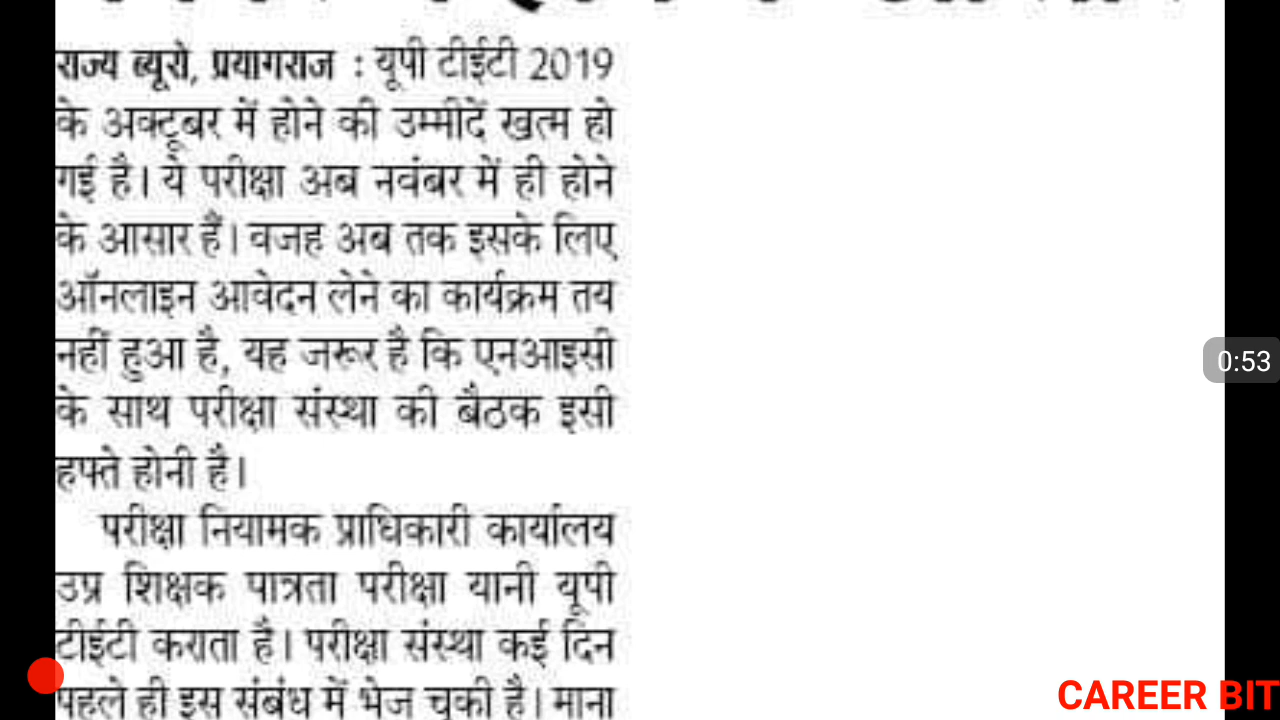 राज्य ब्यूरो, प्रयागराज : यूपी टीईटी 2019
के अक्टूबर में होने की उम्मीदें खत्म हो
गई है। ये परीक्षा अब नवंबर में ही होने
के आसार हैं। वजह अब तक इसके लिए
ऑनलाइन आवेदन लेने का कार्यक्रम तय
नहीं हुआ है, यह जरूर है कि एनआइसी
के साथ परीक्षा संस्था की बैठक इसी
हफ्ते होनी है।
परीक्षा नियामक प्राधिकारी कार्यालय
उप्र शिक्षक पात्रता परीक्षा यानी यूपी
टीईटी कराता है। परीक्षा संस्था कई दिन
पहले ही इस संबंध में भेज चुकी है। माना
0:53
CAREER BIT